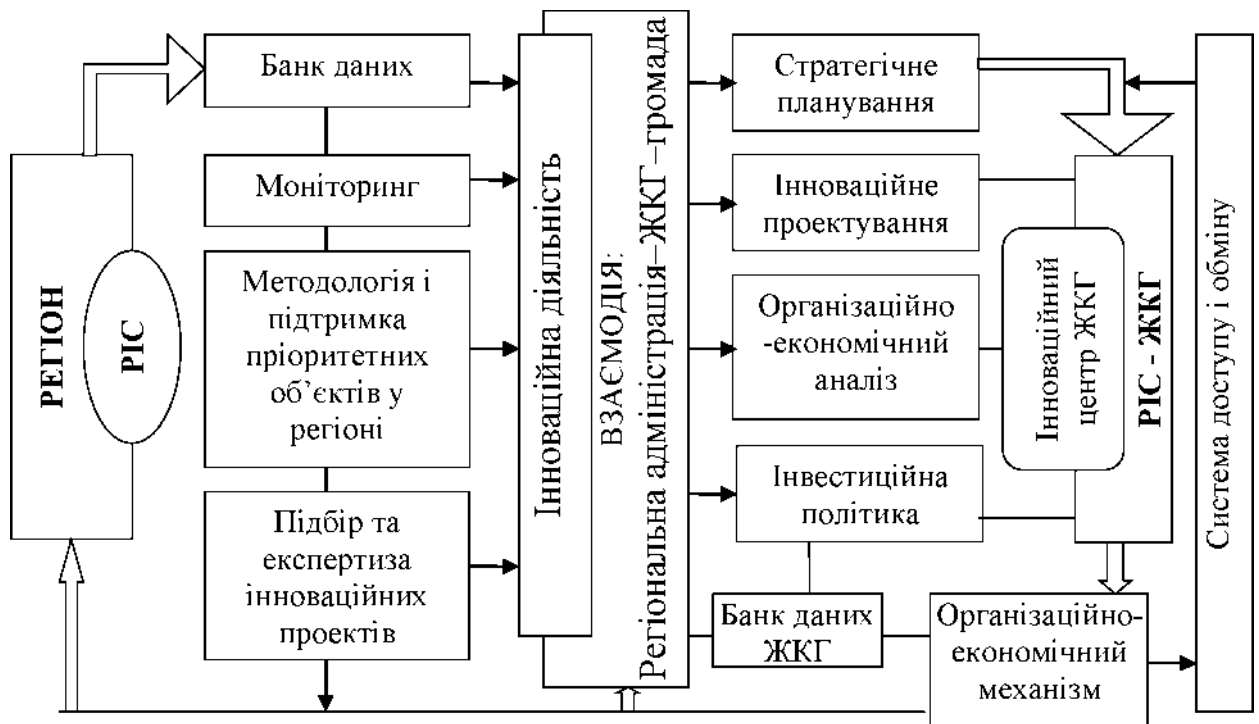 РЕГІОН
РІС
Банк даних
Моніторинг
Методологія і
підтримка
пріоритетних
об’єктів у
регіоні
Підбір та
експертиза
інноваційних
проектів
Інноваційна діяльність
ВЗАЄМОДІЯ:
Регіональна адміністрація–ЖКГ–громада
Стратегічне
планування
Інноваційне
проектування
Організаційно
-економічний
аналіз
Інвестиційна
політика
Банк даних
ЖКГ
Інноваційний
центр ЖКГ
РІС - ЖКГ
Організаційно-
економічний
механізм
Система доступу і обміну